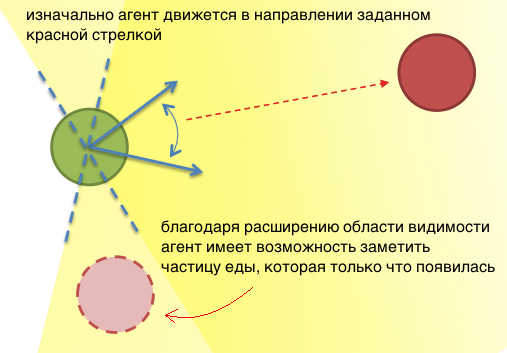 изначально агент движется в направлении заданном
красной стрелкой
благодаря расширению области видимости
агент имеет возможность заметить
частицу еды, которая только что появилась